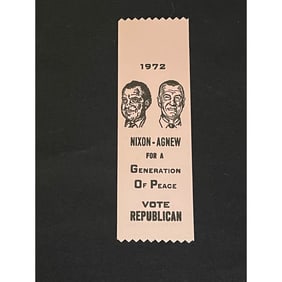 1972
NIXON - AGNEW
FOR A
GENERATION
OF PEACE
VOTE
REPUBLICAN